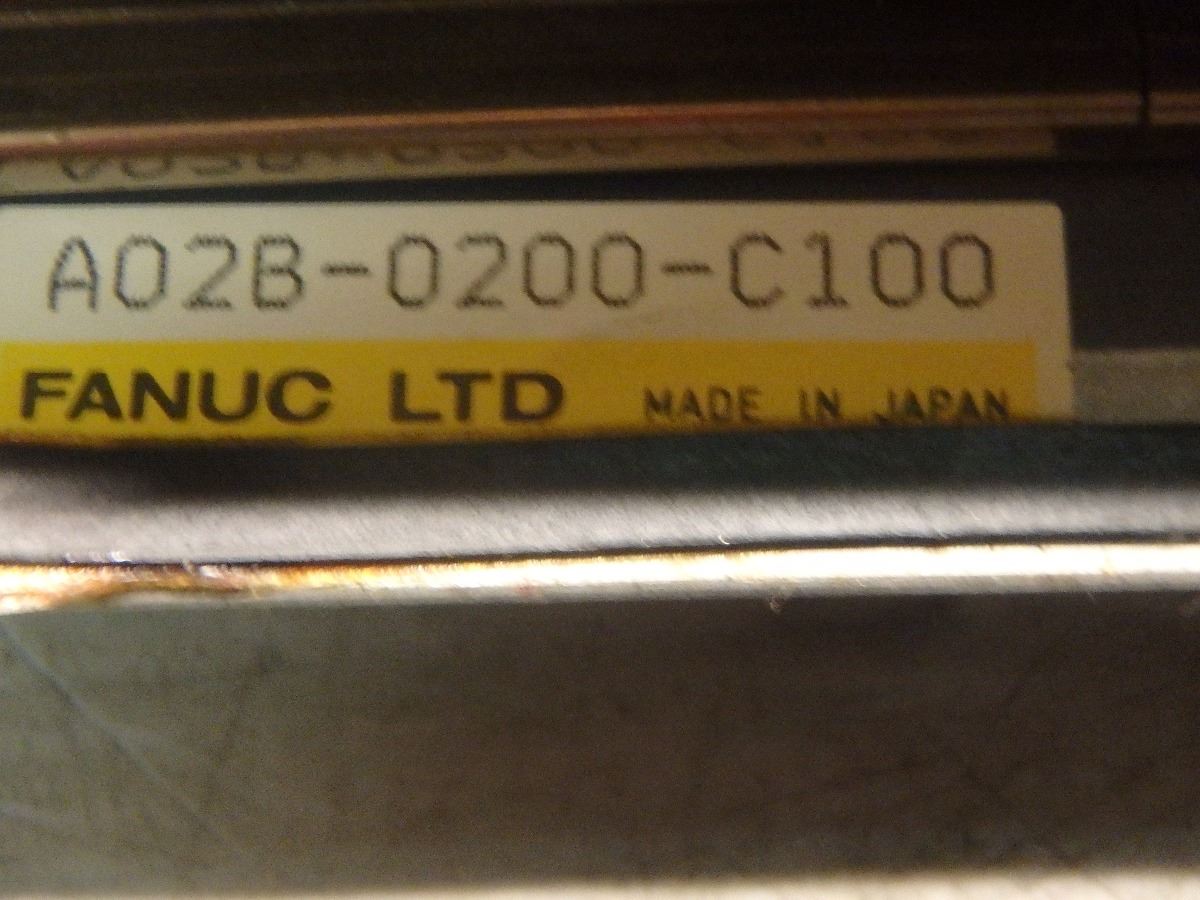 A02B-0200-C100
FANUC LTD MADE IN JAPAN